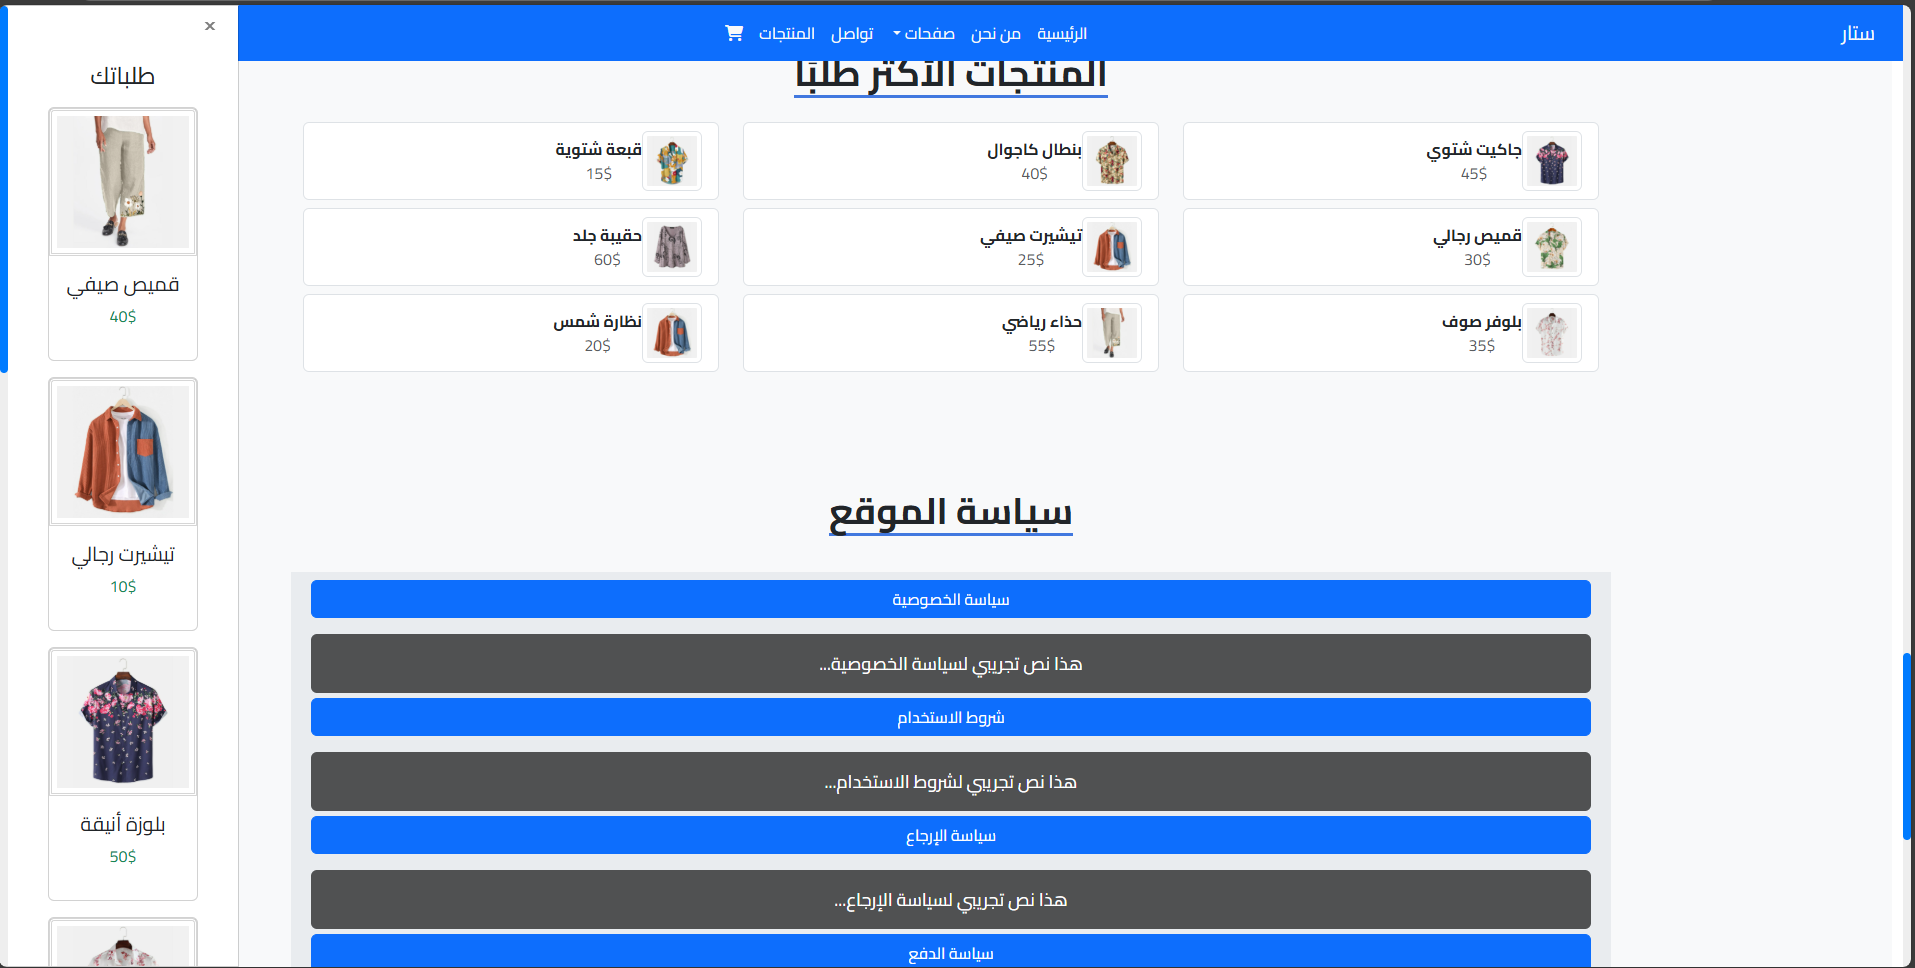 ستار
الرئيسية
من نحن
صفحات
تواصل
المنتجات
المنتجات الأكثر طلبًا
جاكيت شتوي
45$
بنطال كاجوال
40$
قبعة شتوية
15$
قميص رجالي
30$
تيشيرت صيفي
25$
حقيبة جلد
60$
بلوفر صوف
35$
حذاء رياضي
55$
نظارة شمس
20$
سياسة الموقع
سياسة الخصوصية
هذا نص تجريبي لسياسة الخصوصية...
شروط الاستخدام
هذا نص تجريبي لشروط الاستخدام...
سياسة الإرجاع
هذا نص تجريبي لسياسة الإرجاع...
سياسة الدفع
×
طلباتك
قميص صيفي
40$
تيشيرت رجالي
10$
بلوزة أنيقة
50$